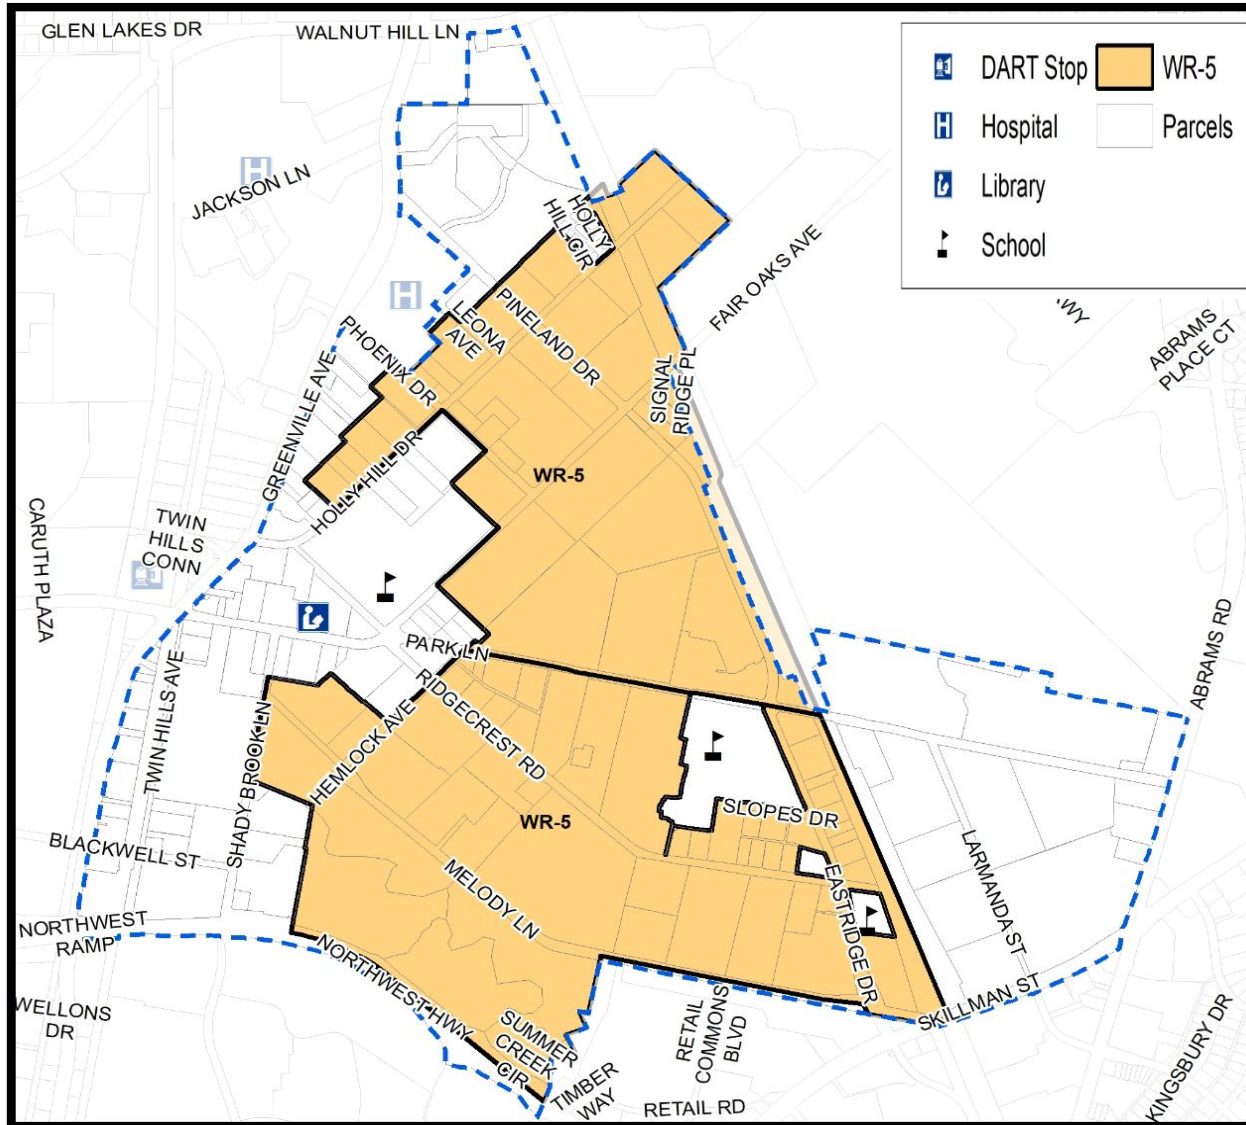 GLEN LAKES DR
WALNUT HILL LN
DART Stop
WR-5
Hospital
Parcels
Library
School
JACKSON LN
HOLLY
HILL CIR
FAIR OAKS AVE
WY
ABRAMS
PLACE CT
LEONA
AVE
PINELAND DR
PHOENIX DR
SIGNAL
RIDGE PL
GREENVILLE AVE
HOLLY HILL DR
WR-5
CARUTH PLAZA
TWIN
HILLS
CONN
PARK LN
RIDGECREST RD
ABRAMS RD
TWIN HILLS AVE
SHADY BROOK LN
HEMLOCK AVE
WR-5
SLOPES DR
BLACKWELL ST
MELODY LN
EASTRIDGE DR
LARMANDA ST
NORTHWEST
RAMP
NORTHWEST HWY
SKILLMAN ST
WELLONS
DR
SUMMER
CREEK
CIR
RETAIL
COMMONS
BLVD
TIMBER
WAY
RETAIL RD
KINGSBURY DR
H
H
H